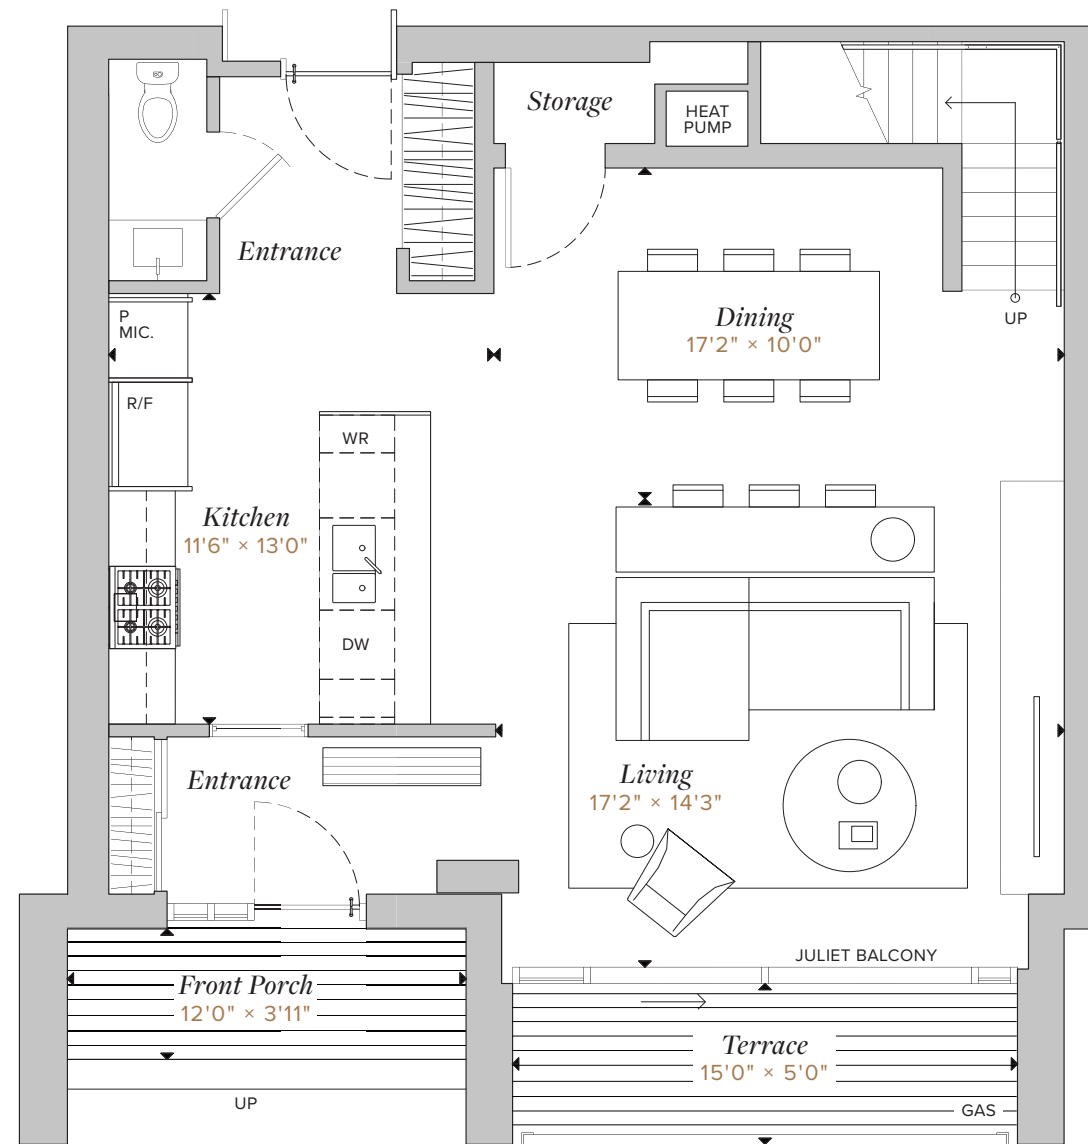 Storage
HEAT
PUMP
Entrance
P
MIC.
Dining
17'2" × 10'0"
UP
R/F
WR
Kitchen
11'6" × 13'0"
DW
Entrance
Living
17'2" × 14'3"
JULIET BALCONY
Front Porch
12'0" × 3'11"
Terrace
15'0" × 5'0"
UP
GAS